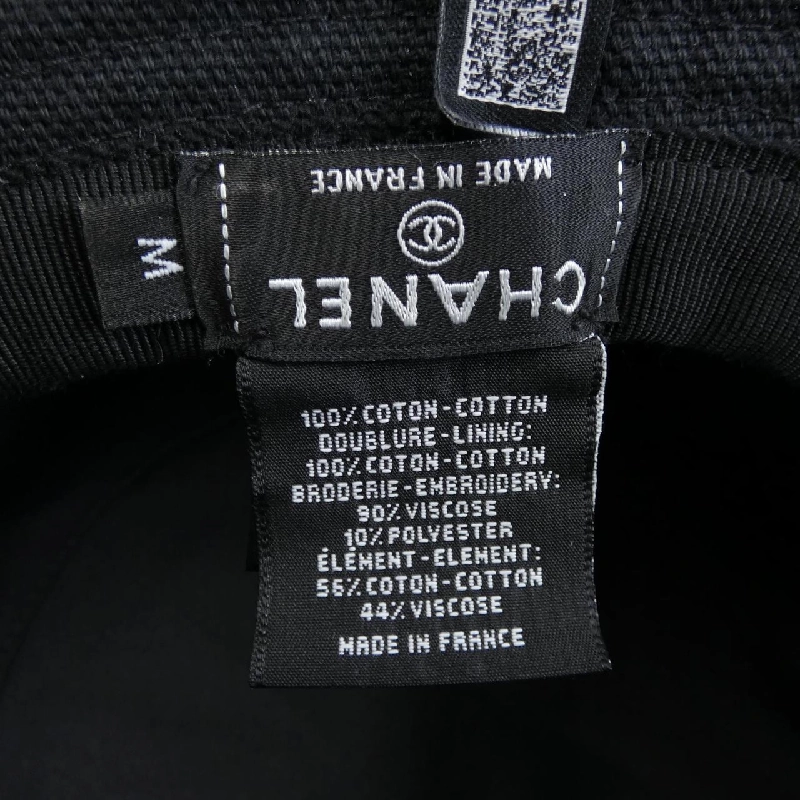 MADE IN FRANCE
CHANEL
M
100% COTON-COTTON
DOUBLURE-LINING:
100% COTON-COTTON
BRODERIE-EMBROIDERY:
90% VISCOSE
10% POLYESTER
ÉLÉMENT-ELEMENT:
56% COTON-COTTON
44% VISCOSE
MADE IN FRANCE